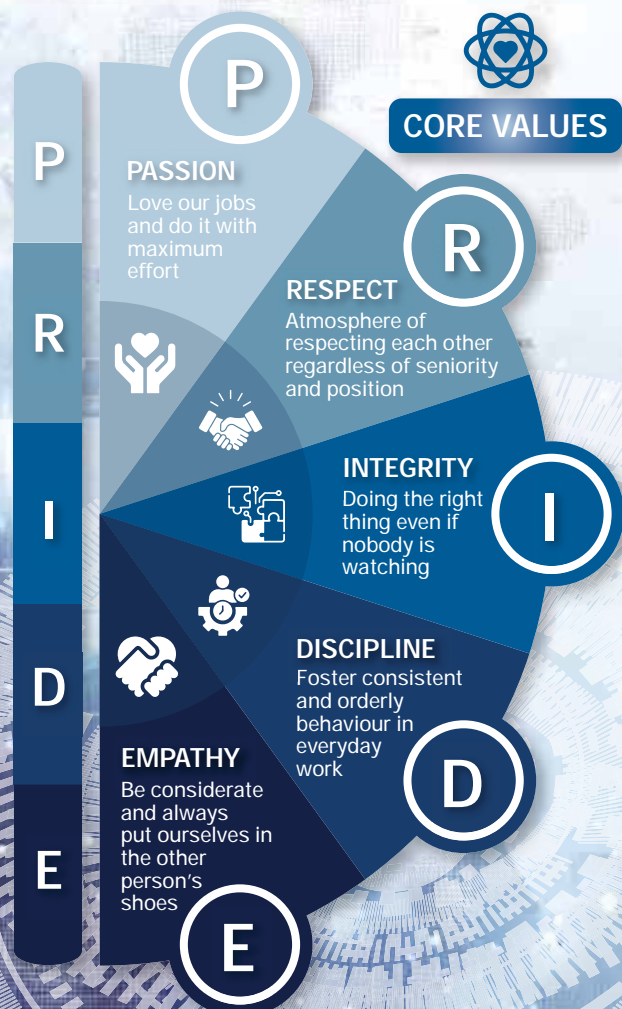 CORE VALUES
P
R
I
D
E
P
PASSION
Love our jobs
and do it with
maximum
effort
R
RESPECT
Atmosphere of
respecting each other
regardless of seniority
and position
I
INTEGRITY
Doing the right
thing even if
nobody is
watching
D
DISCIPLINE
Foster consistent
and orderly
behaviour in
everyday
work
E
EMPATHY
Be considerate
and always
put ourselves in
the other
person's
shoes